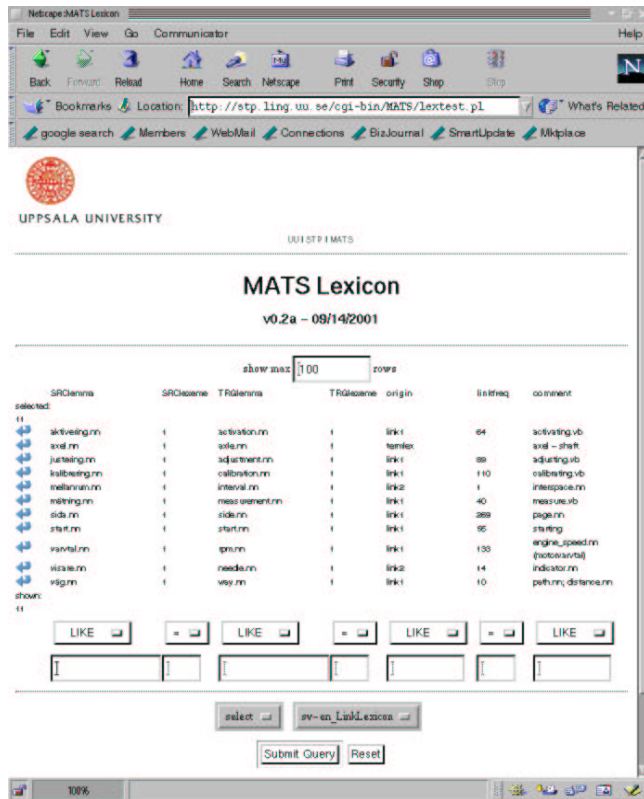 Netscape:MATS Lexicon
File Edit View Go Communicator Help
Back Forward Reload Home Search Netscape Print Security Shop Stop
N
Bookmarks Location: http://stp.ling.uu.se/cgi-bin/MATS/lextest.pl What's Related
google search Members WebMail Connections BizJournal SmartUpdate Mktplace
UPPSALA UNIVERSITY
UU | STP | MATS
MATS Lexicon
v0.2a – 09/14/2001
show max 100 rows
SRClemma SRClexeme TRGlemma TRGlexeme origin linkfreq comment
selected:
11
aktivering.nn 1 activation.nn 1 link1 64 activating.vb
axel.nn 1 axle.nn 1 termlex axel – shaft
justering.nn 1 adjustment.nn 1 link1 89 adjusting.vb
kalibrering.nn 1 calibration.nn 1 link1 110 calibrating.vb
mellanrum.nn 1 interval.nn 1 link2 1 interspace.nn
mätning.nn 1 measurement.nn 1 link1 40 measure.vb
sida.nn 1 side.nn 1 link1 269 page.nn
start.nn 1 start.nn 1 link1 95 starting
varvtal.nn 1 rpm.nn 1 link1 133 engine_speed.nn
(motorvarvtal)
visare.nn 1 needle.nn 1 link2 14 indicator.nn
väg.nn 1 way.nn 1 link1 10 path.nn; distance.nn
shown:
11
LIKE = LIKE = LIKE = LIKE
select sv-en_LinkLexicon
Submit Query Reset
100%